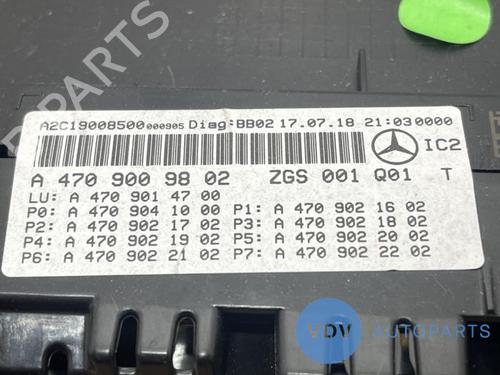 A2C19008500000905 Diag:BB02 17.07.18 21:030000
IC2
A 470 900 98 02 ZGS 001 Q01 T
LU: A 470 901 47 00
P0: A 470 904 10 00 P1: A 470 902 16 02
P2: A 470 902 17 02 P3: A 470 902 18 02
P4: A 470 902 19 02 P5: A 470 902 20 02
P6: A 470 902 21 02 P7: A 470 902 22 02
B-PARTS
VDV AUTOPARTS